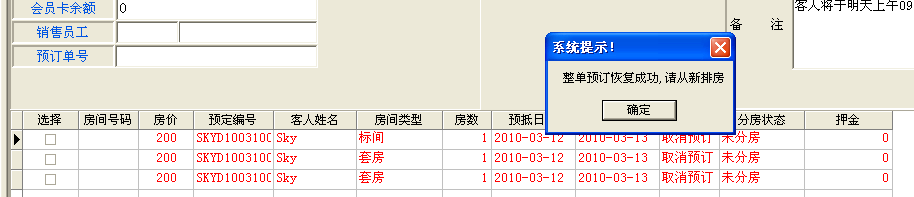 会员卡余额 0
客人将于明天上午09
销售员工
备 注
预订单号
系统提示!
整单预订恢复成功,请从新排房
确定
选择 房间号码 房价 预定编号 客人姓名 房间类型 房数 预抵日 分房状态 押金
200 SKYD100310 Sky 标间 1 2010-03-12 2010-03-13 取消预订 未分房 0
200 SKYD100310 Sky 套房 1 2010-03-12 2010-03-13 取消预订 未分房 0
200 SKYD100310 Sky 套房 1 2010-03-12 2010-03-13 取消预订 未分房 0